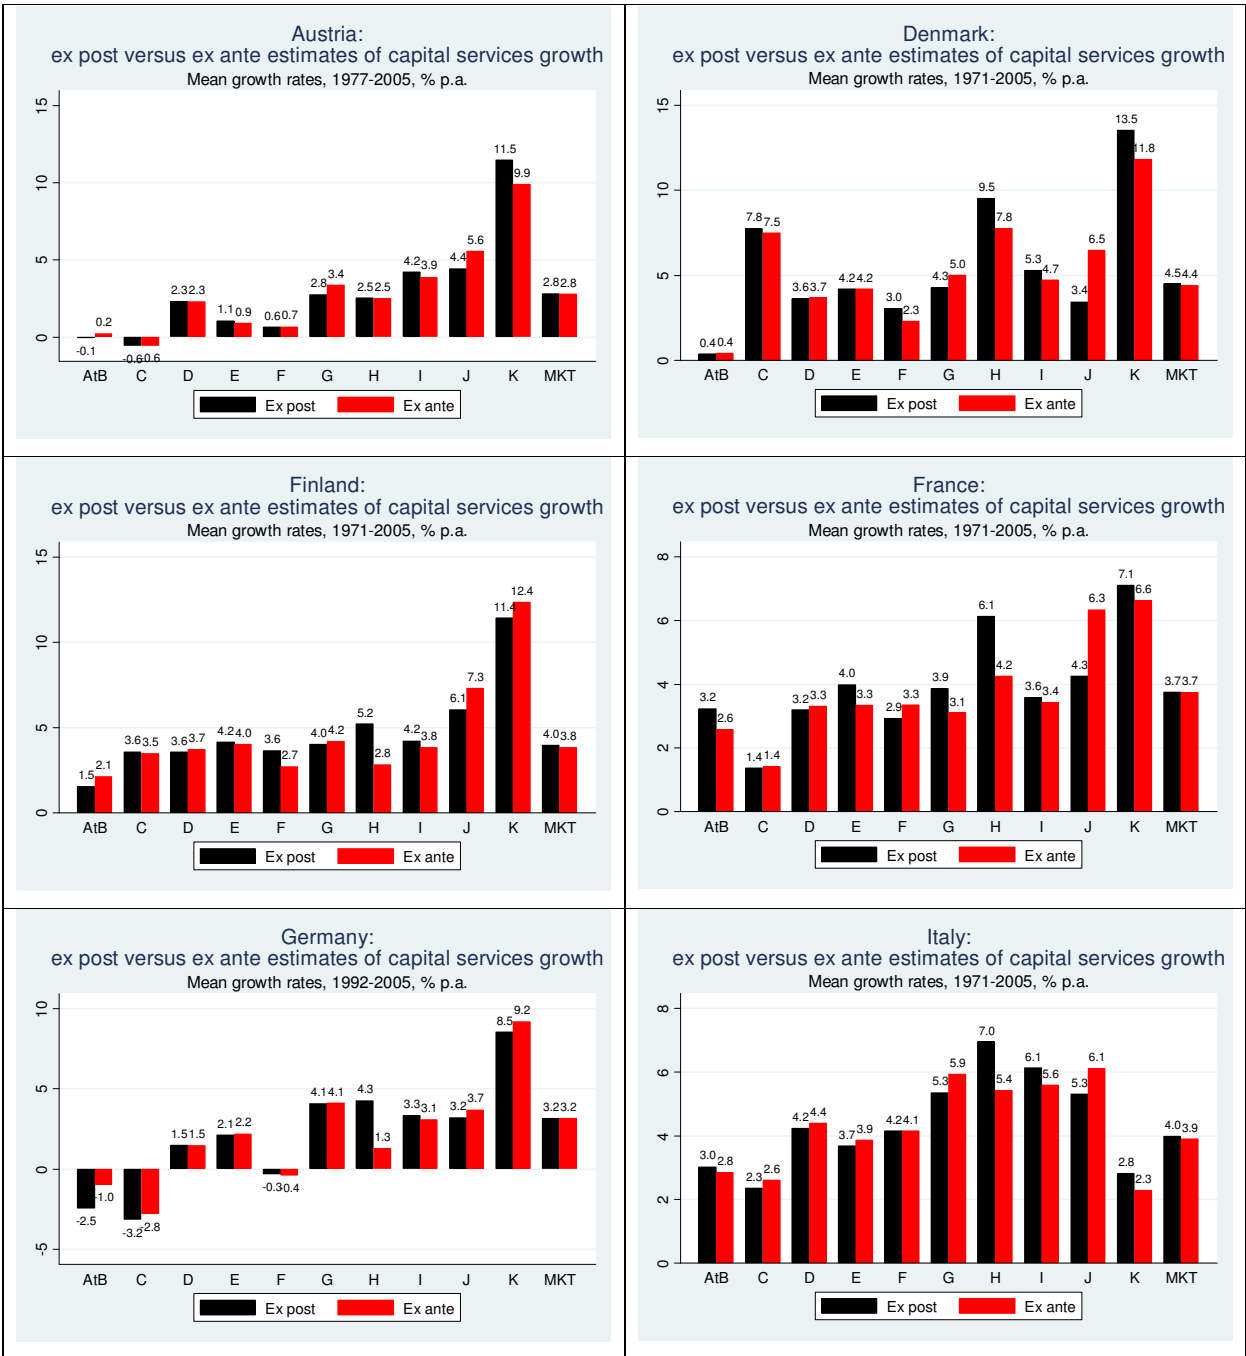 Austria:
ex post versus ex ante estimates of capital services growth
Mean growth rates, 1977-2005, % p.a.
15
10
5
0
-0.1 0.2 -0.6 -0.6 2.3 2.3 1.1 0.9 0.6 0.7 2.8 3.4 2.5 2.5 4.2 3.9 4.4 5.6 11.5 9.9 2.8 2.8
AtB C D E F G H I J K MKT
Ex post Ex ante
Denmark:
ex post versus ex ante estimates of capital services growth
Mean growth rates, 1971-2005, % p.a.
15
10
5
0
0.4 0.4 7.8 7.5 3.6 3.7 4.2 4.2 3.0 2.3 4.3 5.0 9.5 7.8 5.3 4.7 3.4 6.5 13.5 11.8 4.5 4.4
AtB C D E F G H I J K MKT
Ex post Ex ante
Finland:
ex post versus ex ante estimates of capital services growth
Mean growth rates, 1971-2005, % p.a.
15
10
5
0
1.5 2.1 3.6 3.5 3.6 3.7 4.2 4.0 3.6 2.7 4.0 4.2 5.2 2.8 4.2 3.8 6.1 7.3 11.4 12.4 4.0 3.8
AtB C D E F G H I J K MKT
Ex post Ex ante
France:
ex post versus ex ante estimates of capital services growth
Mean growth rates, 1971-2005, % p.a.
8
6
4
2
0
3.2 2.6 1.4 1.4 3.2 3.3 4.0 3.3 2.9 3.3 3.9 3.1 6.1 4.2 3.6 3.4 4.3 6.3 7.1 6.6 3.7 3.7
AtB C D E F G H I J K MKT
Ex post Ex ante
Germany:
ex post versus ex ante estimates of capital services growth
Mean growth rates, 1992-2005, % p.a.
10
5
0
-5
-2.5 -1.0 -3.2 -2.8 1.5 1.5 2.1 2.2 -0.3 -0.4 4.1 4.1 4.3 1.3 3.3 3.1 3.2 3.7 8.5 9.2 3.2 3.2
AtB C D E F G H I J K MKT
Ex post Ex ante
Italy:
ex post versus ex ante estimates of capital services growth
Mean growth rates, 1971-2005, % p.a.
8
6
4
2
0
3.0 2.8 2.3 2.6 4.2 4.4 3.7 3.9 4.2 4.1 5.3 5.9 7.0 5.4 6.1 5.6 5.3 6.1 2.8 2.3 4.0 3.9
AtB C D E F G H I J K MKT
Ex post Ex ante